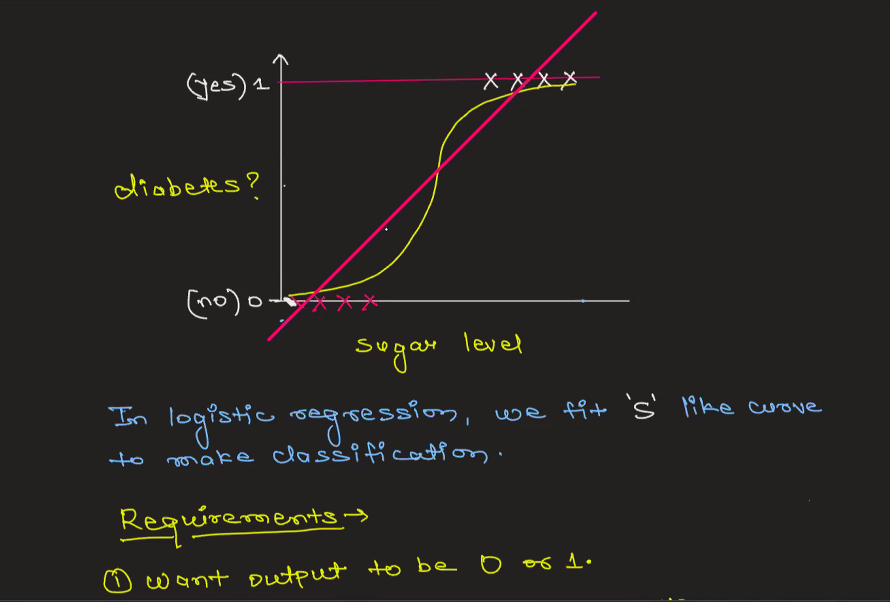 (yes) 1
diabetes?
(no) 0
sugar level
In logistic regression, we fit 's' like curve
to make classification.
Requirements →
① want output to be 0 or 1.